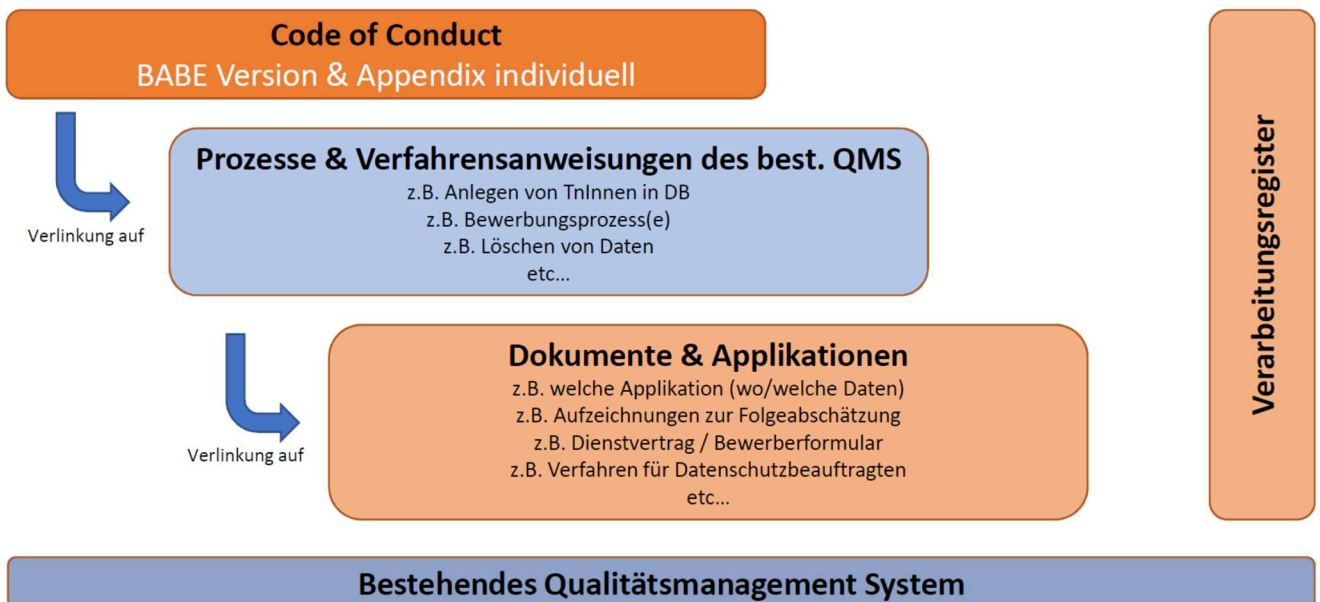 Code of Conduct
BABE Version & Appendix individuell
Verlinkung auf
Prozesse & Verfahrensanweisungen des best. QMS
z.B. Anlegen von TnInnen in DB
z.B. Bewerbungsprozess(e)
z.B. Löschen von Daten
etc...
Verlinkung auf
Dokumente & Applikationen
z.B. welche Applikation (wo/welche Daten)
z.B. Aufzeichnungen zur Folgeabschätzung
z.B. Dienstvertrag / Bewerberformular
z.B. Verfahren für Datenschutzbeauftragten
etc...
Verarbeitungsregister
Bestehendes Qualitätsmanagement System